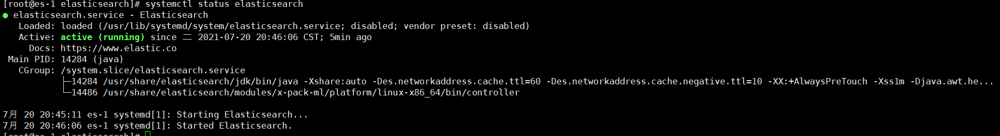 [root@es-1 elasticsearch]# systemctl status elasticsearch
● elasticsearch.service - Elasticsearch
Loaded: loaded (/usr/lib/systemd/system/elasticsearch.service; disabled; vendor preset: disabled)
Active: active (running) since 二 2021-07-20 20:46:06 CST; 5min ago
Docs: https://www.elastic.co
Main PID: 14284 (java)
CGroup: /system.slice/elasticsearch.service
├─14284 /usr/share/elasticsearch/jdk/bin/java -Xshare:auto -Des.networkaddress.cache.ttl=60 -Des.networkaddress.cache.negative.ttl=10 -XX:+AlwaysPreTouch -Xss1m -Djava.awt.he...
└─14486 /usr/share/elasticsearch/modules/x-pack-ml/platform/linux-x86_64/bin/controller
7月 20 20:45:11 es-1 systemd[1]: Starting Elasticsearch...
7月 20 20:46:06 es-1 systemd[1]: Started Elasticsearch.
[root@es-1 elasticsearch]#